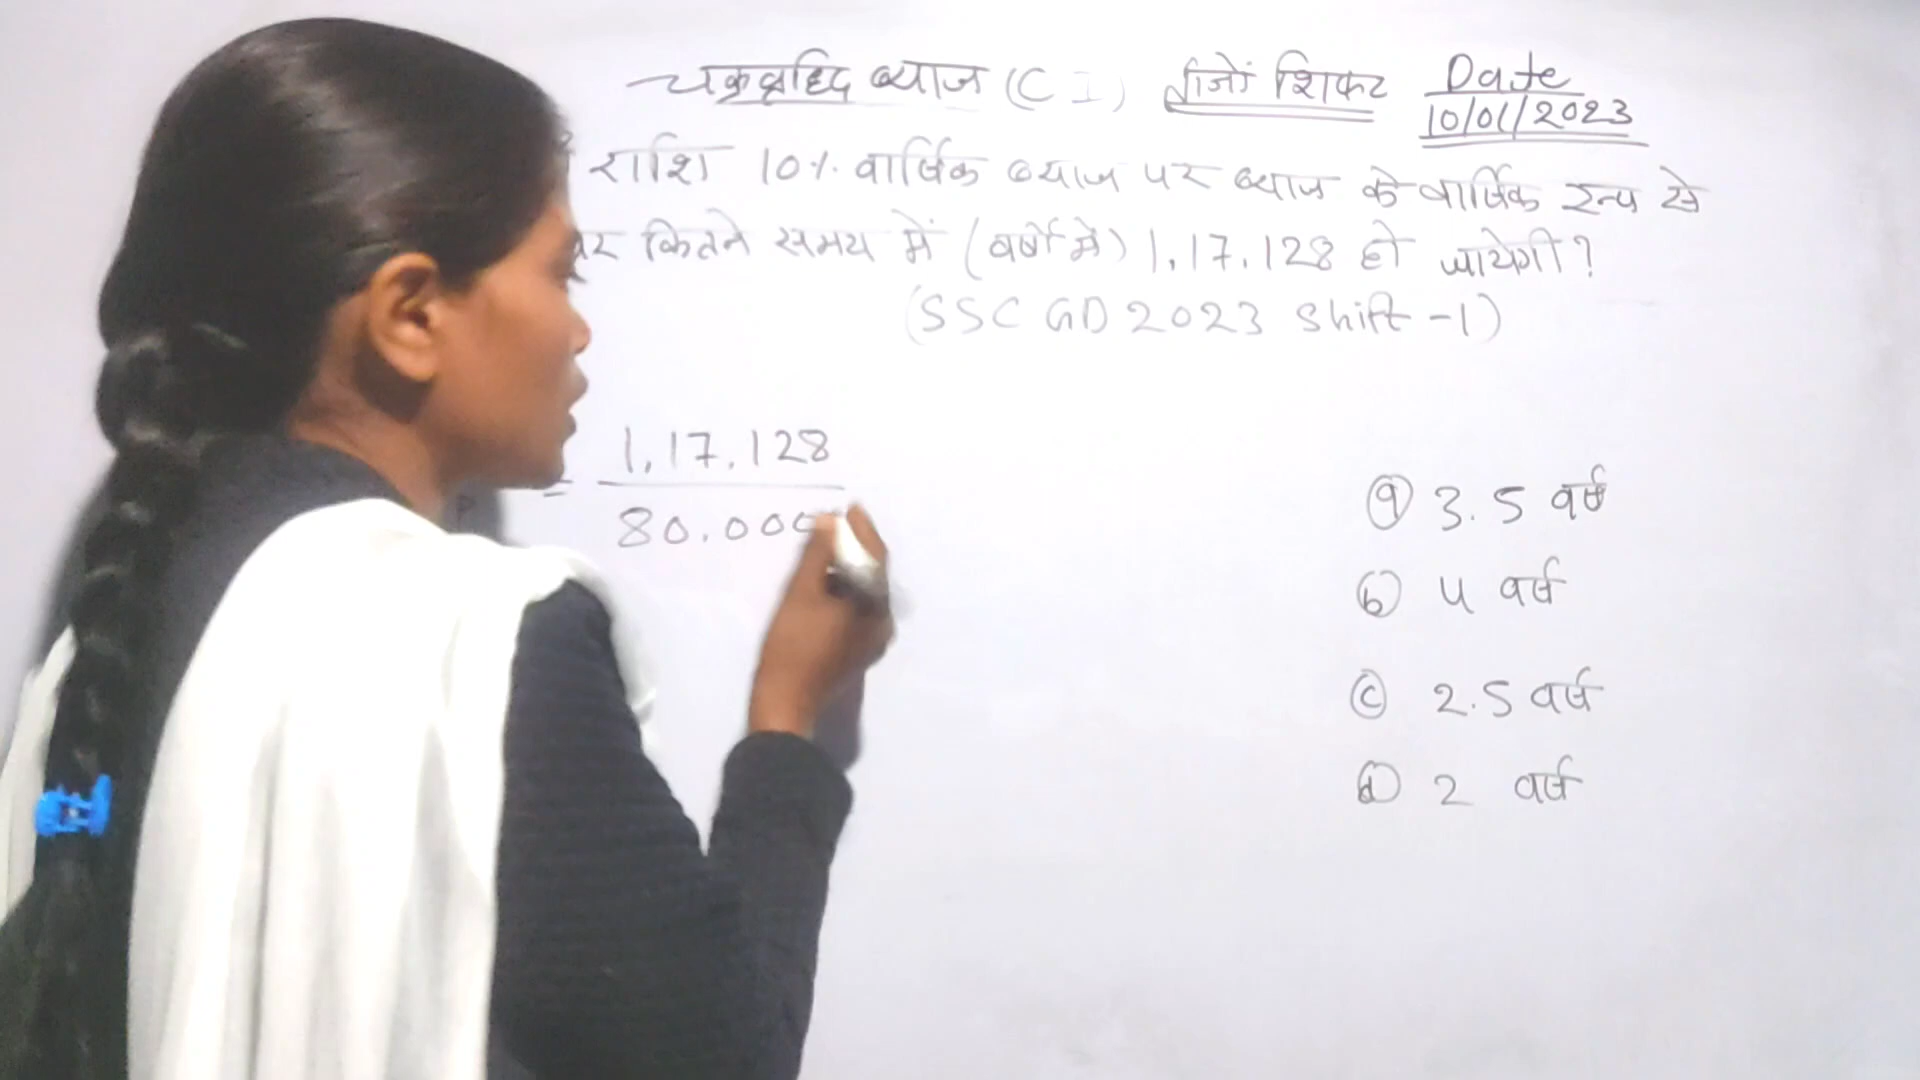 चक्रवृद्धि ब्याज (C I) शिफ्ट Date
10/01/2023
राशि 10% वार्षिक ब्याज पर ब्याज के वार्षिक रूप से
पर कितने समय में (वर्षो में) 1,17,128 हो जायेगी?
(SSC GD 2023 Shift -1)
= 1,17,128
80,000
ⓐ 3.5 वर्ष
ⓑ 4 वर्ष
ⓒ 2.5 वर्ष
ⓓ 2 वर्ष